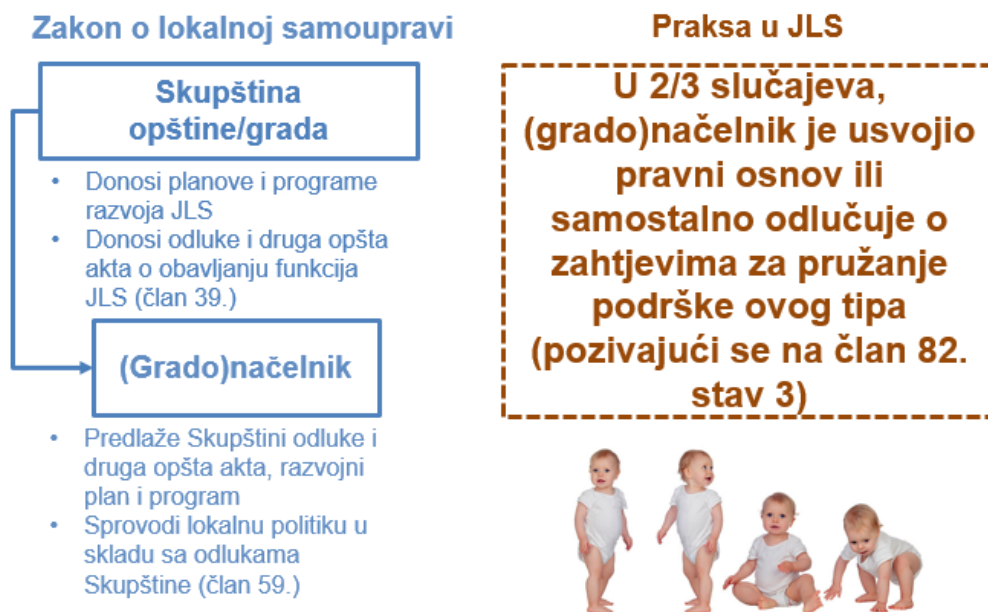 Zakon o lokalnoj samoupravi
Skupština
opštine/grada
• Donosi planove i programe
razvoja JLS
• Donosi odluke i druga opšta
akta o obavljanju funkcija
JLS (član 39.)
(Grado)načelnik
• Predlaže Skupštini odluke i
druga opšta akta, razvojni
plan i program
• Sprovodi lokalnu politiku u
skladu sa odlukama
Skupštine (član 59.)
Praksa u JLS
U 2/3 slučajeva,
(grado)načelnik je usvojio
pravni osnov ili
samostalno odlučuje o
zahtjevima za pružanje
podrške ovog tipa
(pozivajući se na član 82.
stav 3)